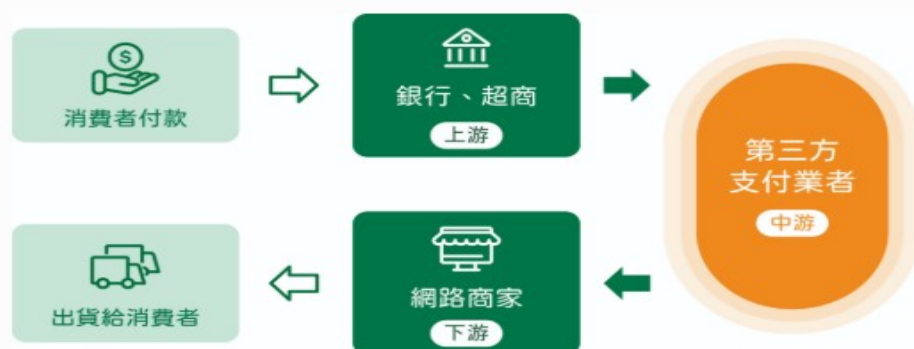 消費者付款
銀行、超商
上游
第三方
支付業者
中游
網路商家
下游
出貨給消費者